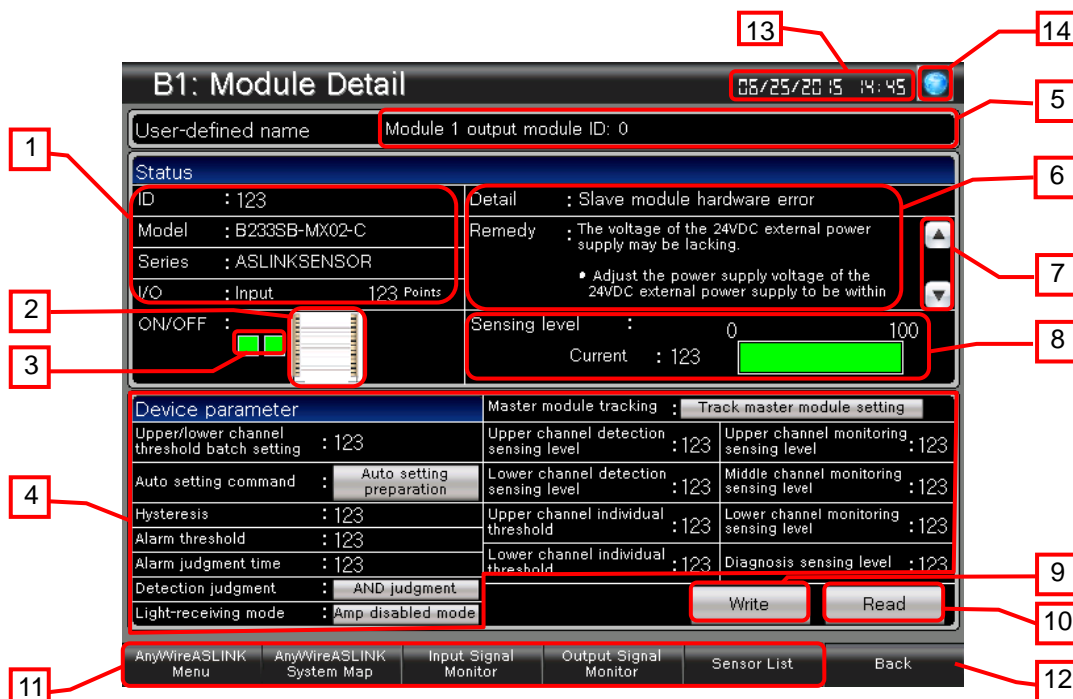 13
14
B1: Module Detail
06/25/2015 14:45
5
User-defined name
Module 1 output module ID: 0
1
Status
6
ID : 123
Detail : Slave module hardware error
Model : B233SB-MX02-C
Remedy : The voltage of the 24VDC external power
supply may be lacking.
Series : ASLINKSENSOR
• Adjust the power supply voltage of the
24VDC external power supply to be within
7
I/O : Input 123 Points
2
ON/OFF :
Sensing level :
0 100
8
3
Current : 123
Device parameter
Master module tracking : Track master module setting
Upper/lower channel
threshold batch setting : 123
Upper channel detection
sensing level : 123
Upper channel monitoring
sensing level : 123
4
Auto setting command : Auto setting
preparation
Lower channel detection
sensing level : 123
Middle channel monitoring
sensing level : 123
Hysteresis : 123
Upper channel individual
threshold : 123
Lower channel monitoring
sensing level : 123
Alarm threshold : 123
Alarm judgment time : 123
Lower channel individual
threshold : 123
Diagnosis sensing level : 123
9
Detection judgment : AND judgment
Light-receiving mode : Amp disabled mode
Write
Read
10
AnyWireASLINK
Menu
AnyWireASLINK
System Map
Input Signal
Monitor
Output Signal
Monitor
Sensor List
Back
11
12